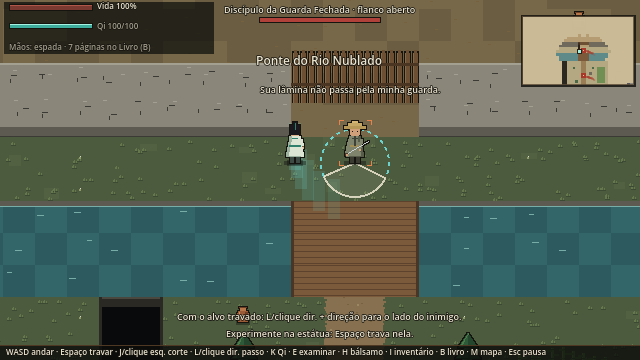 Vida 100%
Qi 100/100
Mãos: espada · 7 páginas no Livro (B)
Discípulo da Guarda Fechada · flanco aberto
Ponte do Rio Nublado
Sua lâmina não passa pela minha guarda.
Com o alvo travado: L/clique dir. + direção para o lado do inimigo.
Experimente na estátua: Espaço trava nela.
WASD andar · Espaço travar · J/clique esq. corte · L/clique dir. passo · K Qi · E examinar · H bálsamo · I inventário · B livro · M mapa · Esc pausa